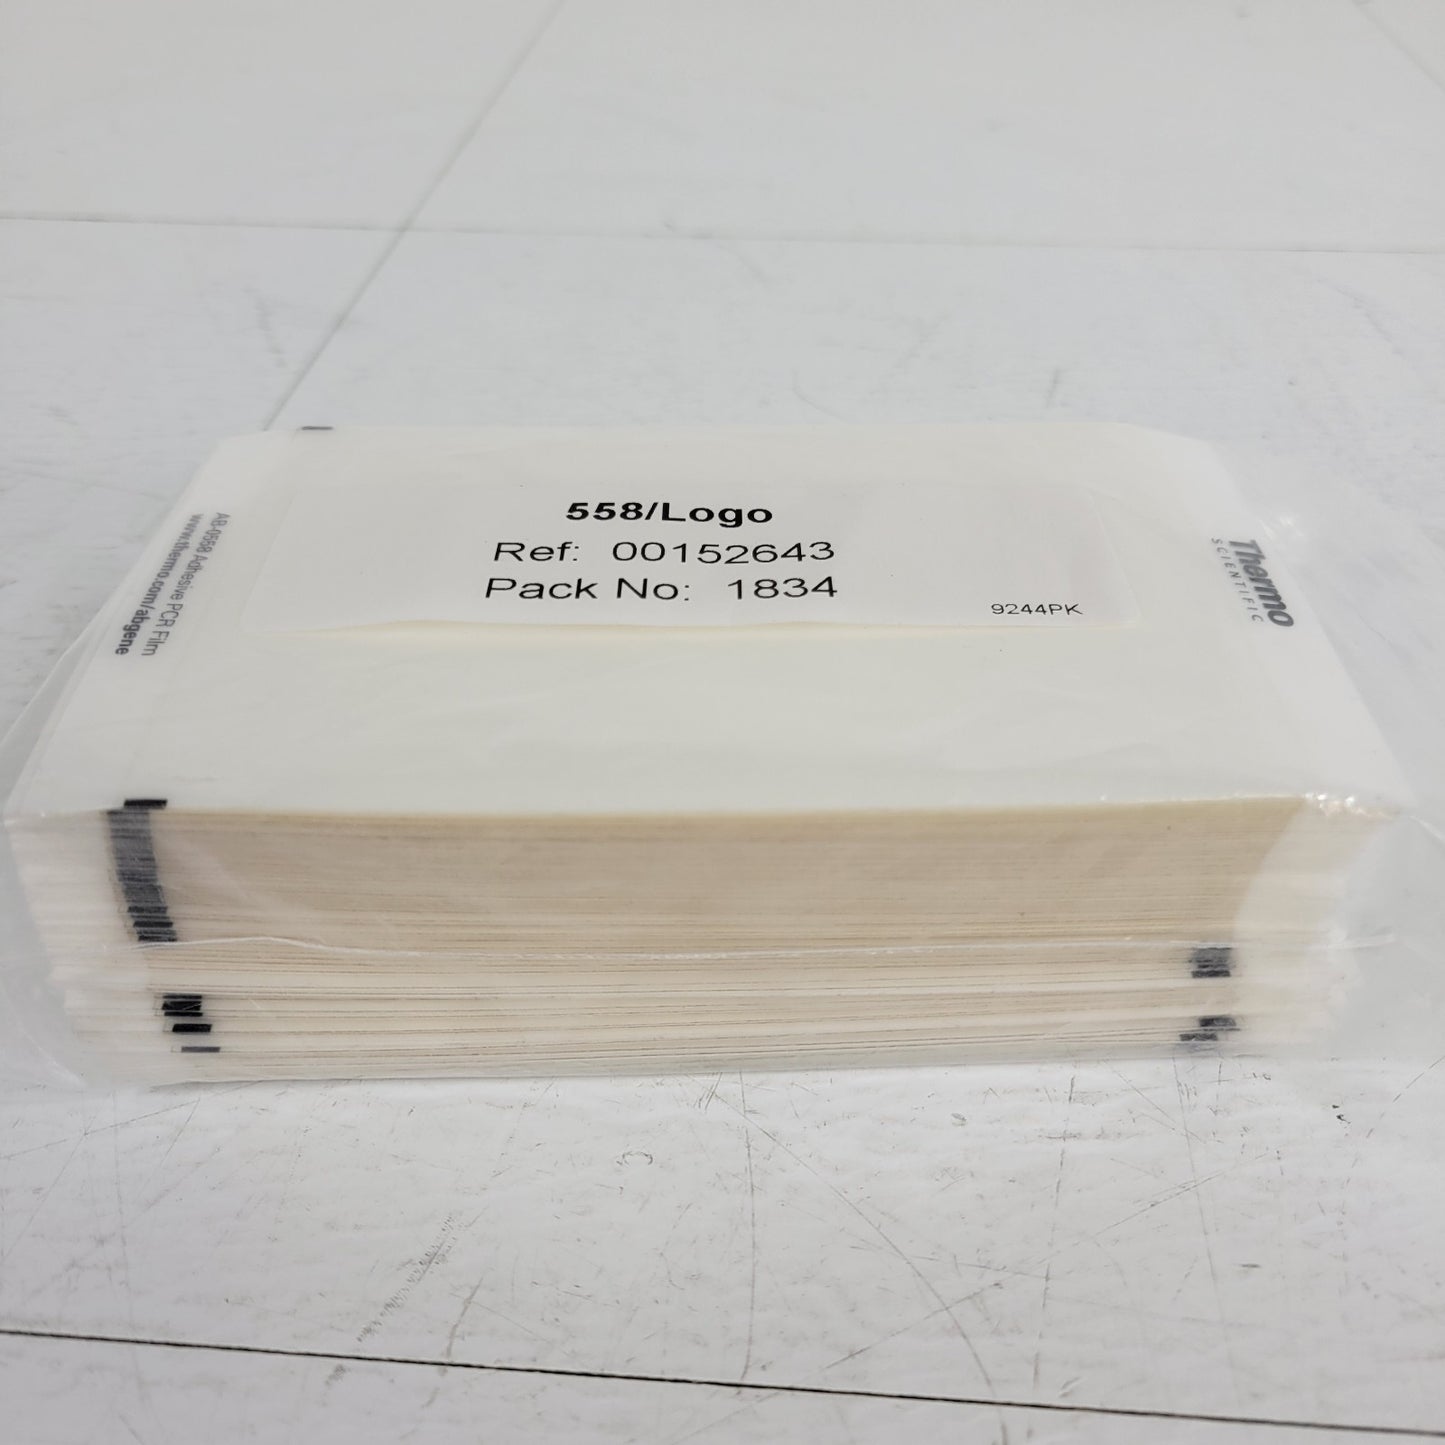 558/Logo
Ref: 00152643
Pack No: 1834
9244PK
AB-0558 Adhesive PCR Film
www.thermo.com/abgene
Thermo
SCIENTIFIC